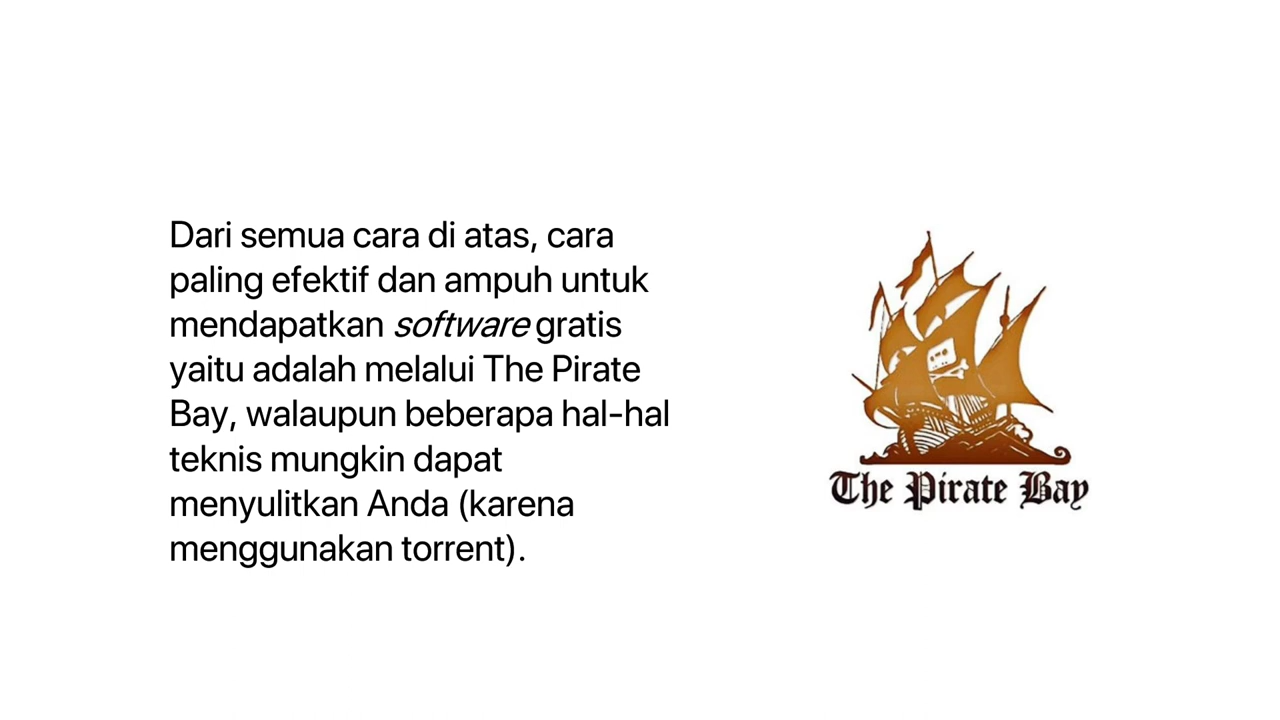 Dari semua cara di atas, cara
paling efektif dan ampuh untuk
mendapatkan software gratis
yaitu adalah melalui The Pirate
Bay, walaupun beberapa hal-hal
teknis mungkin dapat
menyulitkan Anda (karena
menggunakan torrent).
The Pirate Bay